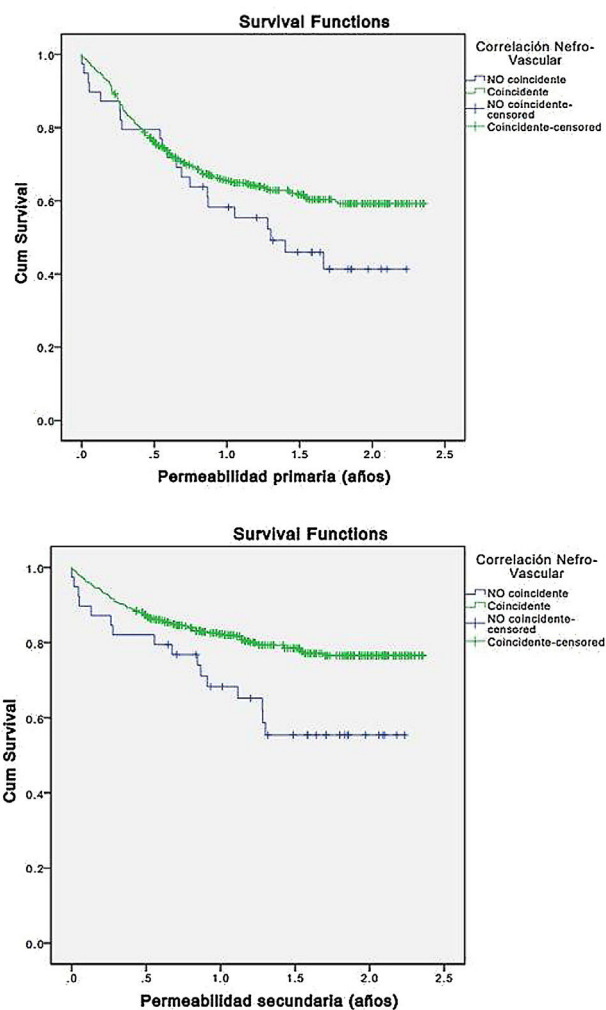 Survival Functions
Correlación Nefro-
Vascular
NO coincidente
Coincidente
NO coincidente-
censored
Coincidente-censored
Cum Survival
1.0
0.8
0.6
0.4
0.2
0.0
.0 .5 1.0 1.5 2.0 2.5
Permeabilidad primaria (años)
Survival Functions
Correlación Nefro-
Vascular
NO coincidente
Coincidente
NO coincidente-
censored
Coincidente-censored
Cum Survival
1.0
0.8
0.6
0.4
0.2
0.0
.0 .5 1.0 1.5 2.0 2.5
Permeabilidad secundaria (años)